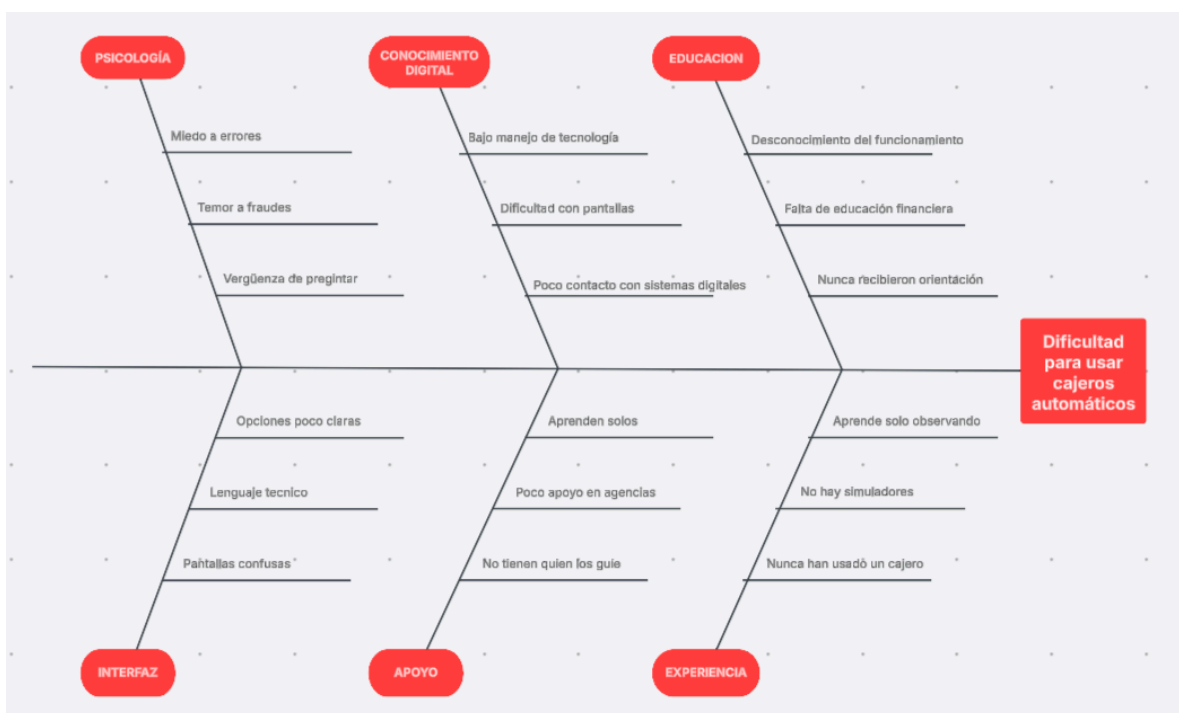 PSICOLOGÍA
CONOCIMIENTO
DIGITAL
EDUCACION
Miedo a errores
Bajo manejo de tecnología
Desconocimiento del funcionamiento
Temor a fraudes
Dificultad con pantallas
Falta de educación financiera
Vergüenza de pregintar
Poco contacto con sistemas digitales
Nunca recibieron orientación
Dificultad
para usar
cajeros
automáticos
Opciones poco claras
Aprenden solos
Aprende solo observando
Lenguaje tecnico
Poco apoyo en agencias
No hay simuladores
Pantallas confusas
No tienen quien los guie
Nunca han usadó un cajero
INTERFAZ
APOYO
EXPERIENCIA